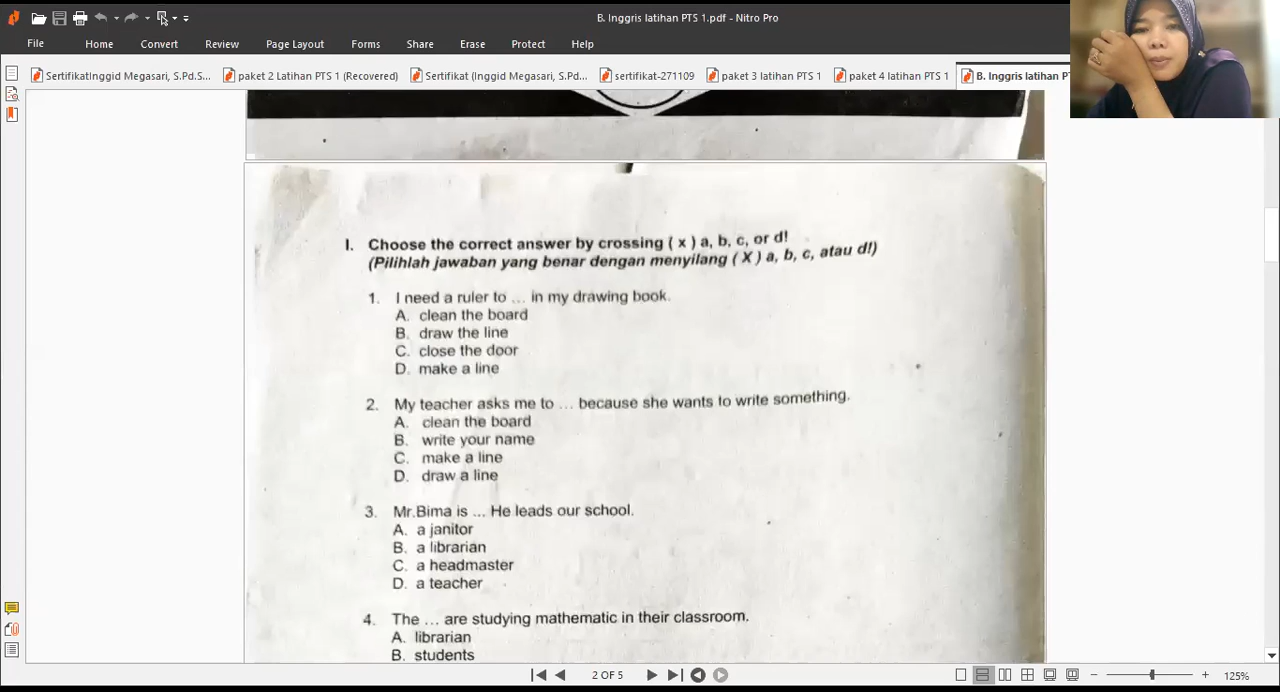 B. Inggris latihan PTS 1.pdf - Nitro Pro
File Home Convert Review Page Layout Forms Share Erase Protect Help
SertifikatInggid Megasari, S.Pd.S... paket 2 Latihan PTS 1 (Recovered) Sertifikat (Inggid Megasari, S.Pd... sertifikat-271109 paket 3 latihan PTS 1 paket 4 latihan PTS 1 B. Inggris latihan PT
I. Choose the correct answer by crossing ( x ) a, b, c, or d!
(Pilihlah jawaban yang benar dengan menyilang ( X ) a, b, c, atau d!)
1. I need a ruler to ... in my drawing book.
A. clean the board
B. draw the line
C. close the door
D. make a line
2. My teacher asks me to ... because she wants to write something.
A. clean the board
B. write your name
C. make a line
D. draw a line
3. Mr.Bima is ... He leads our school.
A. a janitor
B. a librarian
C. a headmaster
D. a teacher
4. The ... are studying mathematic in their classroom.
A. librarian
B. students
2 OF 5
125%